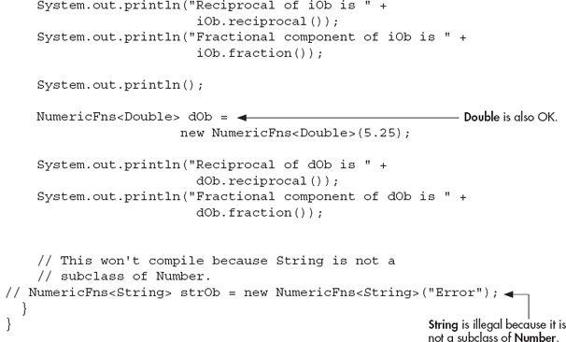 System.out.println("Reciprocal of iOb is " +
iOb.reciprocal());
System.out.println("Fractional component of iOb is " +
iOb.fraction());
System.out.println();
NumericFns<Double> dOb =
Double is also OK.
new NumericFns<Double>(5.25);
System.out.println("Reciprocal of dOb is " +
dOb.reciprocal());
System.out.println("Fractional component of dOb is " +
dOb.fraction());
// This won't compile because String is not a
// subclass of Number.
// NumericFns<String> strOb = new NumericFns<String>("Error");
}
}
String is illegal because it is
not a subclass of Number.